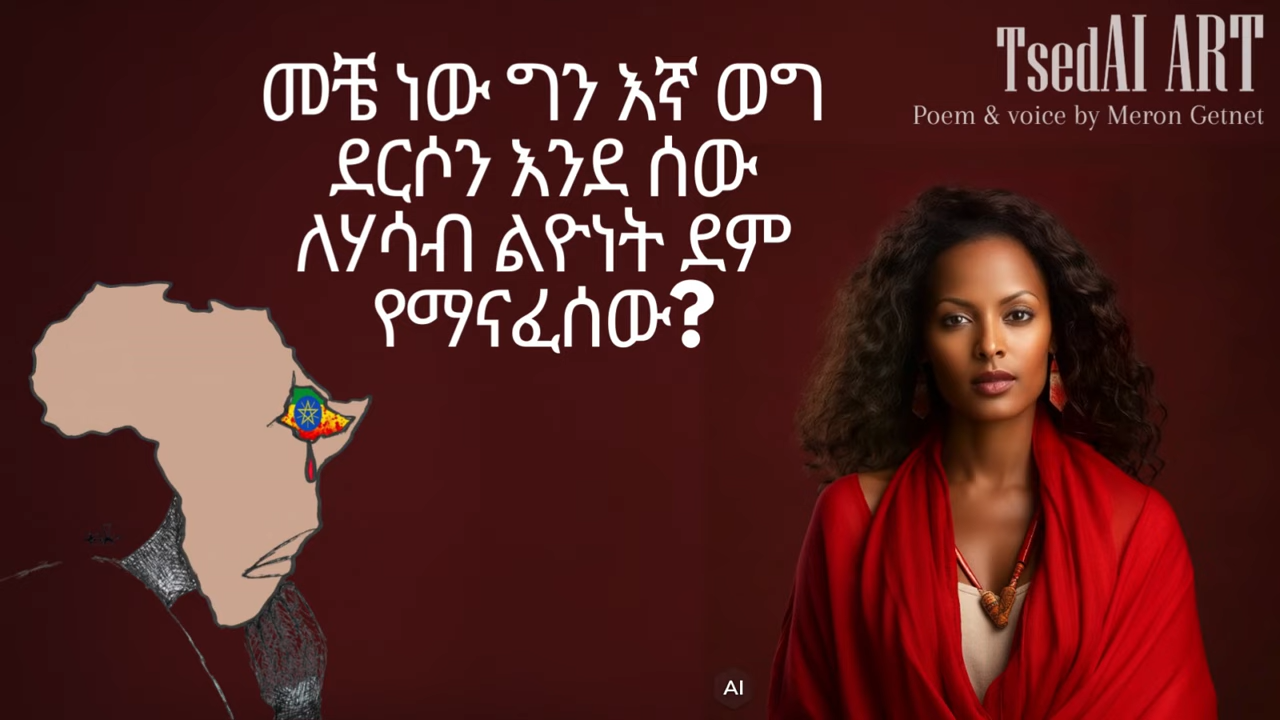 TsedAI ART
Poem & voice by Meron Getnet
መቼ ነው ግን እኛ ወግ
ደርሶን እንደ ሰው
ለሃሳብ ልዮነት ደም
የማናፈሰው?
AI